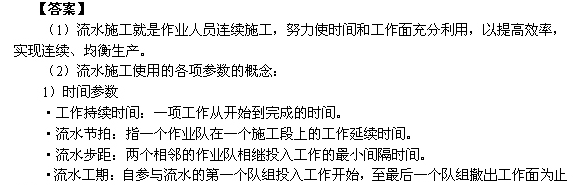 【答案】
（1）流水施工就是作业人员连续施工，努力使时间和工作面充分利用，以提高效率，
实现连续、均衡生产。
（2）流水施工使用的各项参数的概念：
1）时间参数
·工作持续时间：一项工作从开始到完成的时间。
·流水节拍：指一个作业队在一个施工段上的工作延续时间。
·流水步距：两个相邻的作业队相继投入工作的最小间隔时间。
·流水工期：自参与流水的第一个队组投入工作开始，至最后一个队组撤出工作面为止